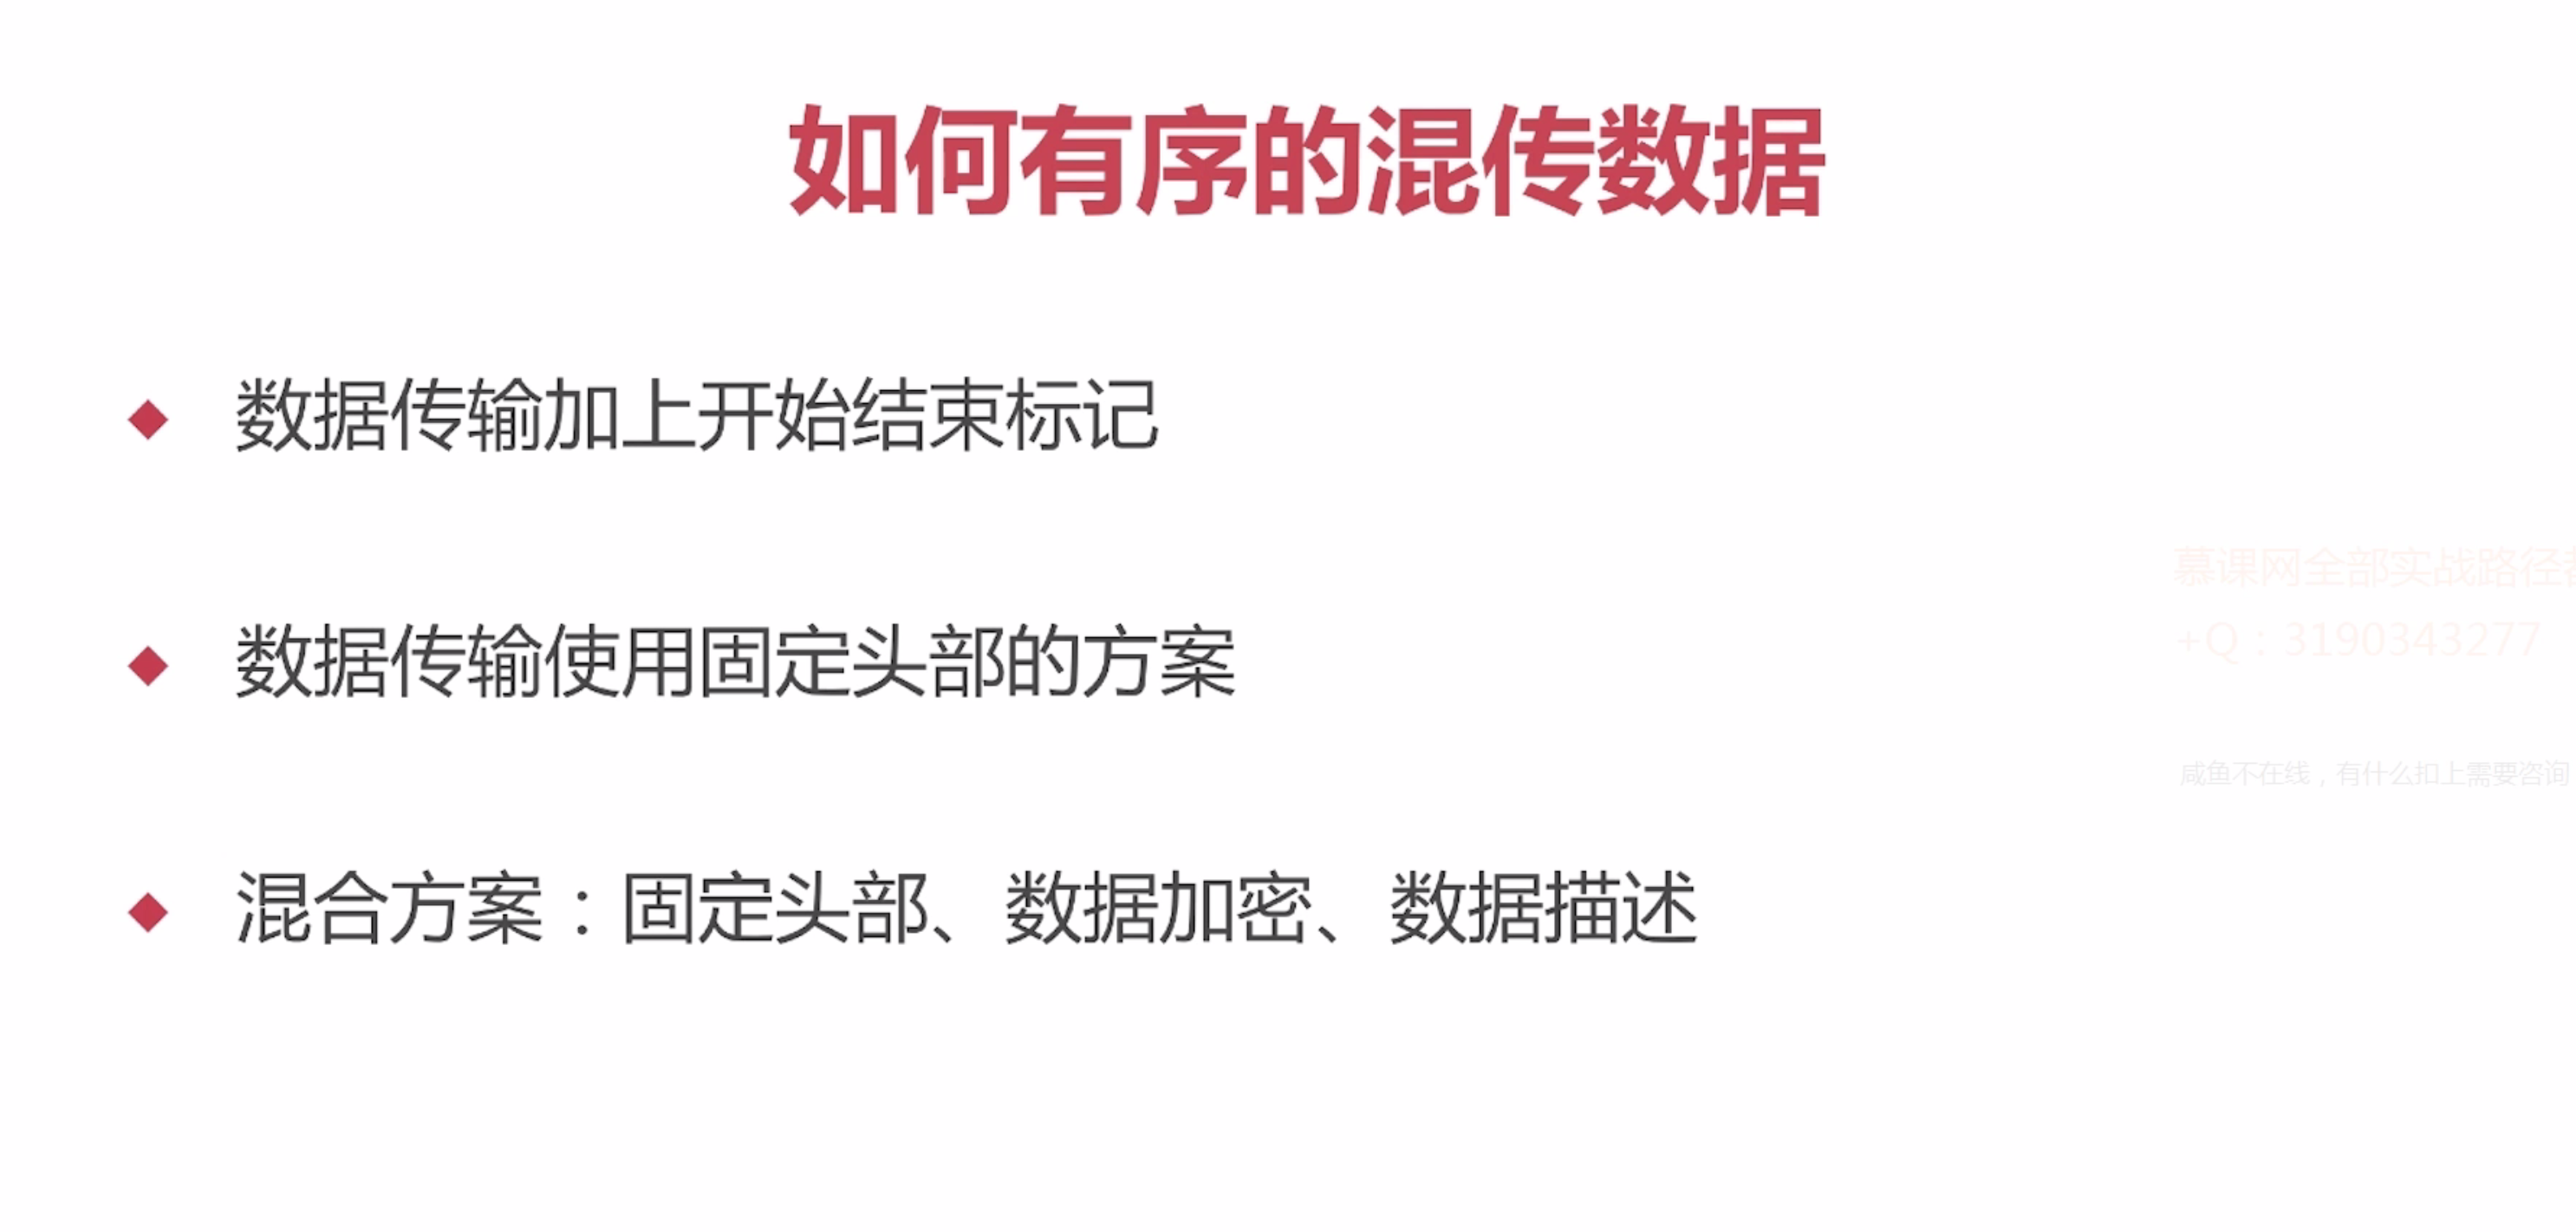 如何有序的混传数据
数据传输加上开始结束标记
数据传输使用固定头部的方案
慕课网全部实战路径都
+Q：3190343277
咸鱼不在线，有什么扣上需要咨询
混合方案：固定头部、数据加密、数据描述